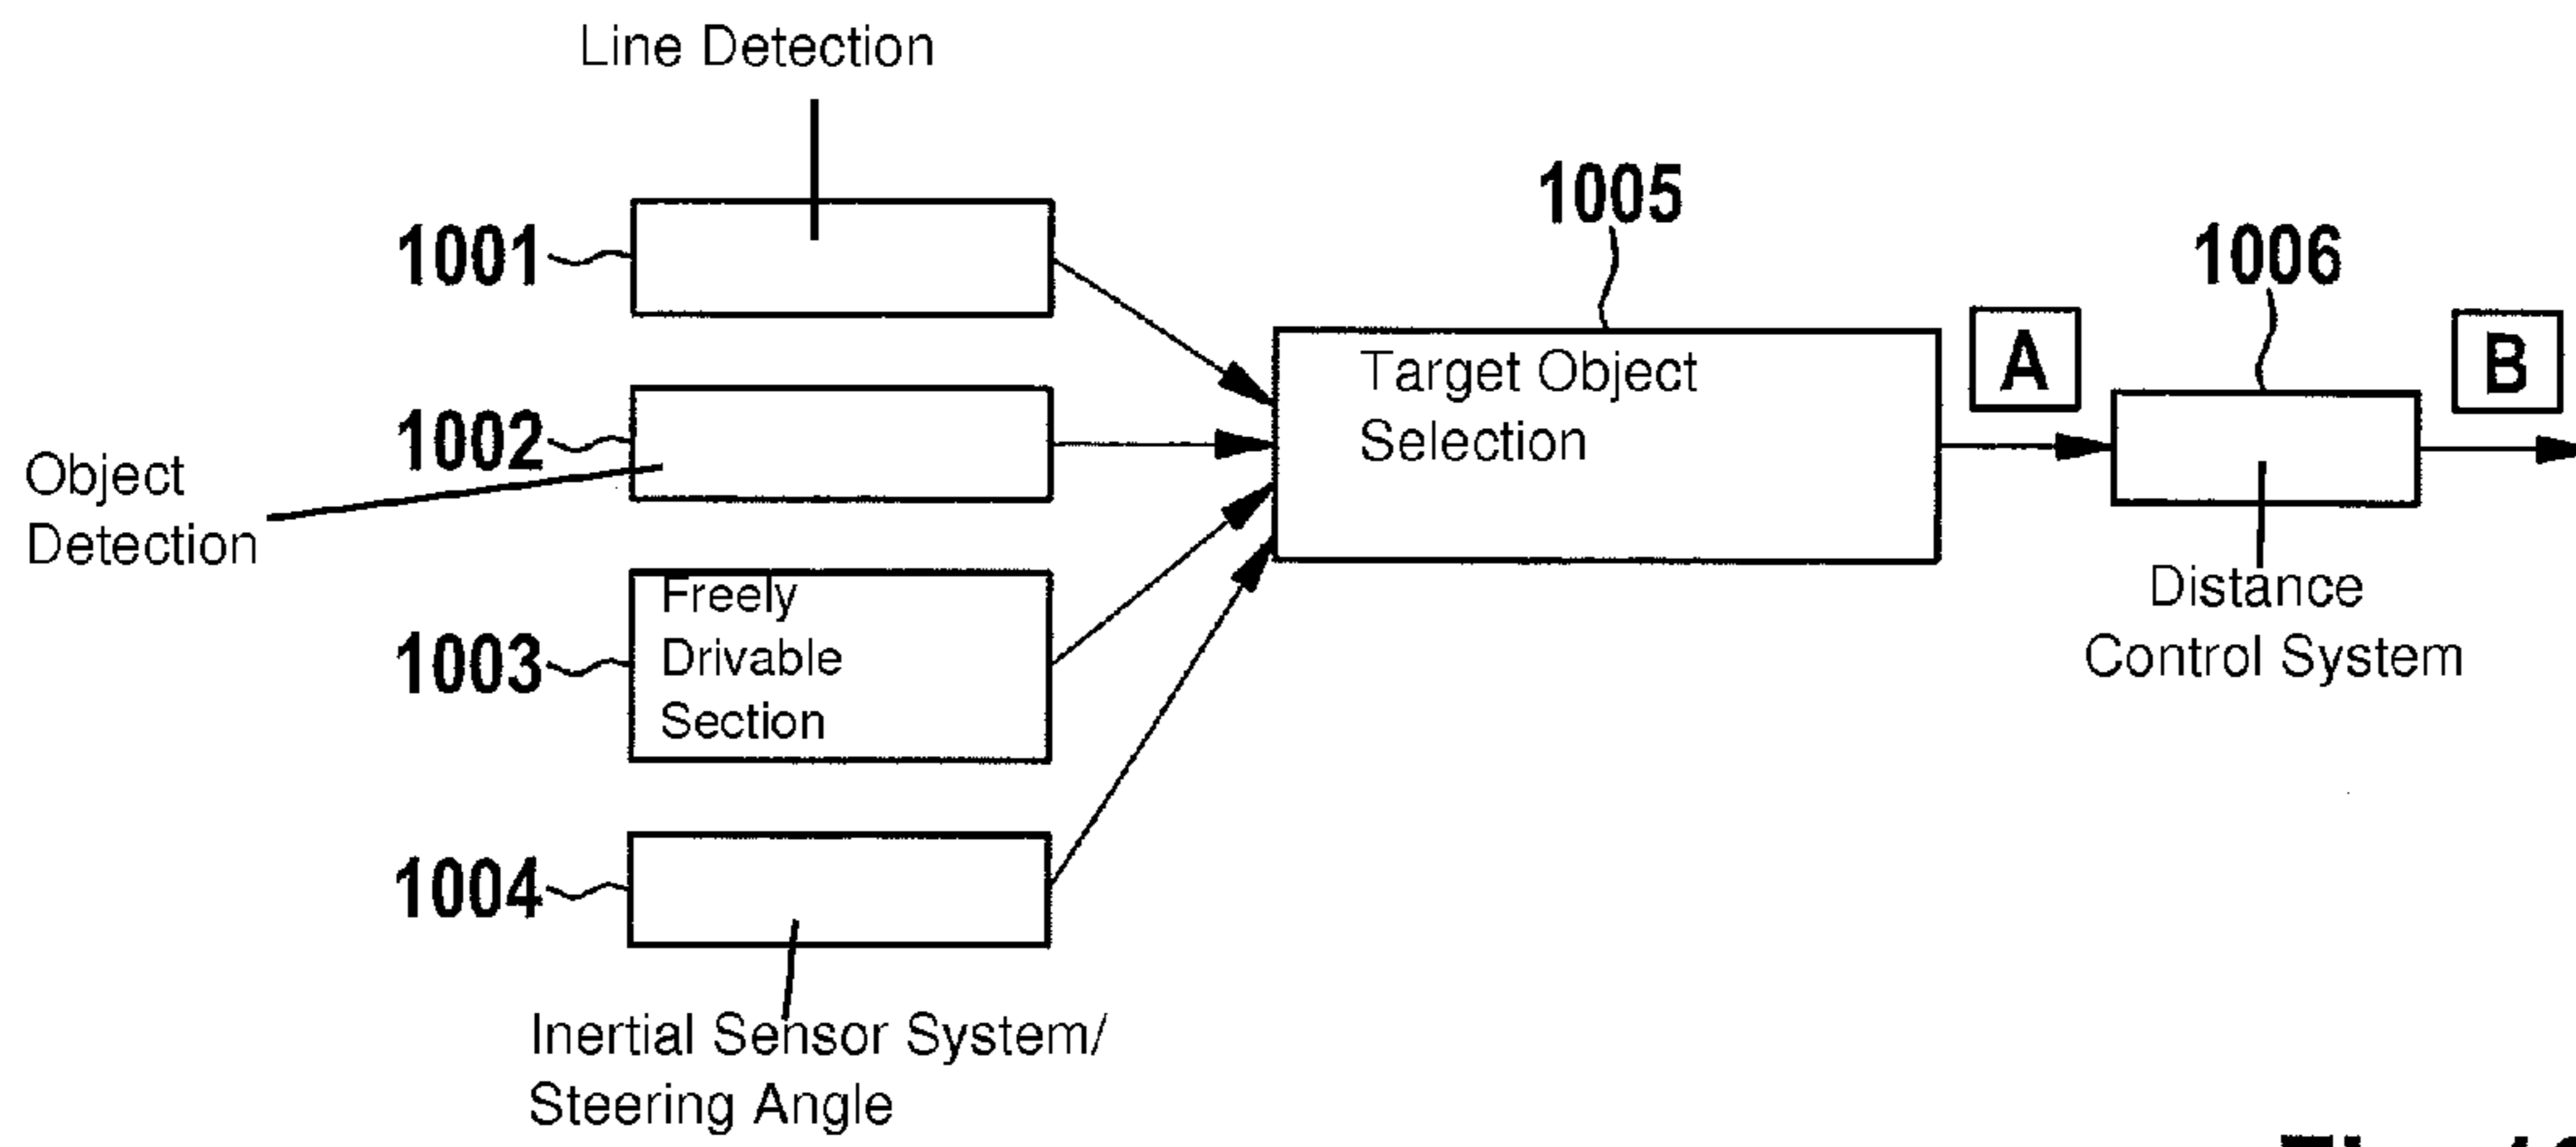 Line Detection
1001
1005
1006
A
B
Target Object
Selection
1002
Object
Detection
Freely
Drivable
Section
1003
Distance
Control System
1004
Inertial Sensor System/
Steering Angle